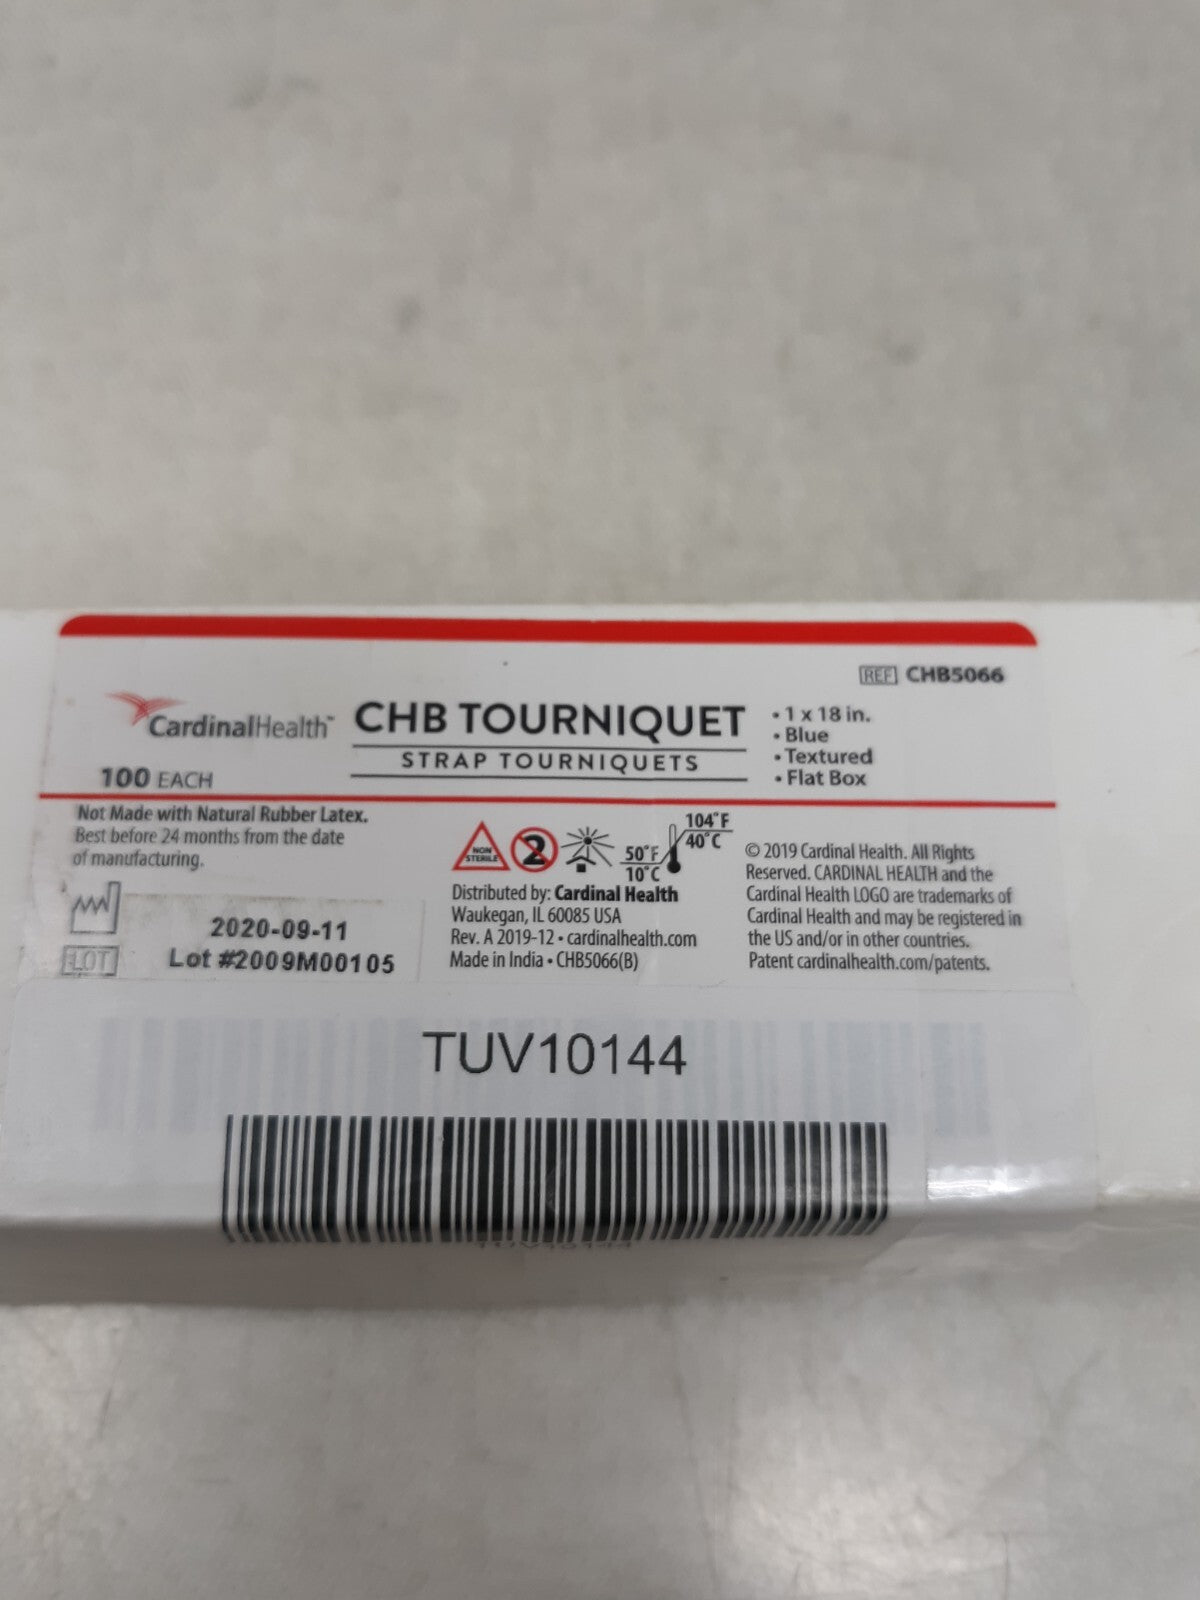 REF CHB5066
CardinalHealth™
CHB TOURNIQUET
STRAP TOURNIQUETS
100 EACH
• 1 x 18 in.
• Blue
• Textured
• Flat Box
Not Made with Natural Rubber Latex.
Best before 24 months from the date
of manufacturing.
2020-09-11
LOT
Lot #2009M00105
NON
STERILE
2
50°F
10°C
104°F
40°C
Distributed by: Cardinal Health
Waukegan, IL 60085 USA
Rev. A 2019-12 • cardinalhealth.com
Made in India • CHB5066(B)
© 2019 Cardinal Health. All Rights
Reserved. CARDINAL HEALTH and the
Cardinal Health LOGO are trademarks of
Cardinal Health and may be registered in
the US and/or in other countries.
Patent cardinalhealth.com/patents.
TUV10144
TUV10144